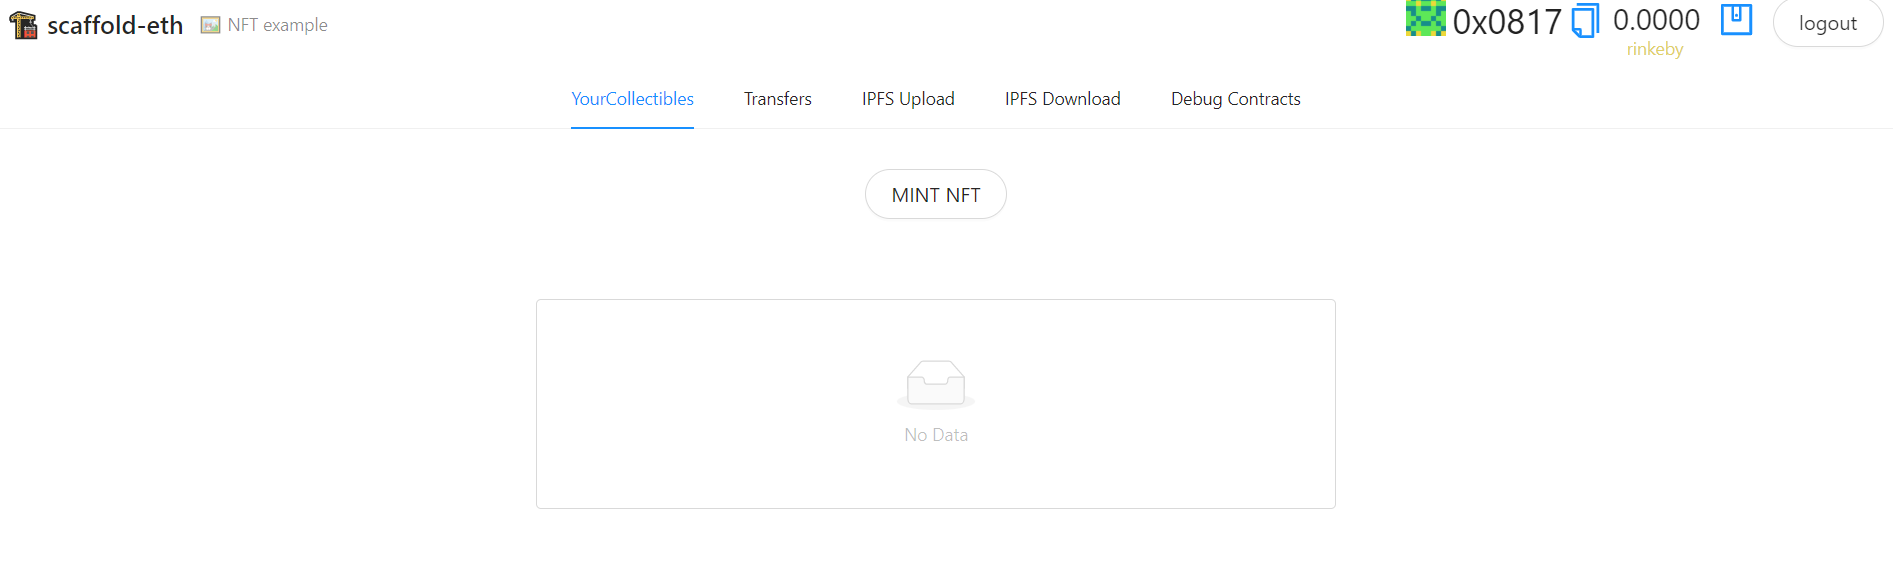 scaffold-eth NFT example 0x0817 0.0000 logout
rinkeby
YourCollectibles Transfers IPFS Upload IPFS Download Debug Contracts
MINT NFT
No Data